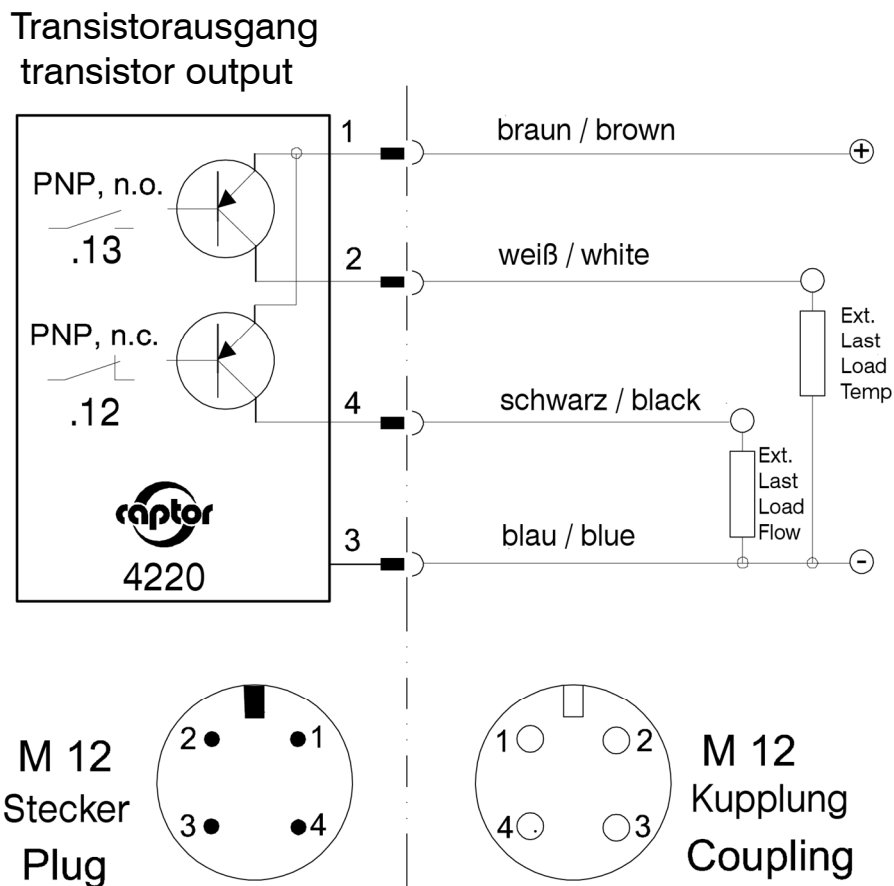 Transistorausgang
transistor output
1
braun / brown
+
PNP, n.o.
.13
2
weiß / white
Ext.
Last
Load
Temp
PNP, n.c.
.12
4
schwarz / black
Ext.
Last
Load
Flow
captor
4220
3
blau / blue
-
M 12
Stecker
Plug
2
1
3
4
1
2
4
3
M 12
Kupplung
Coupling